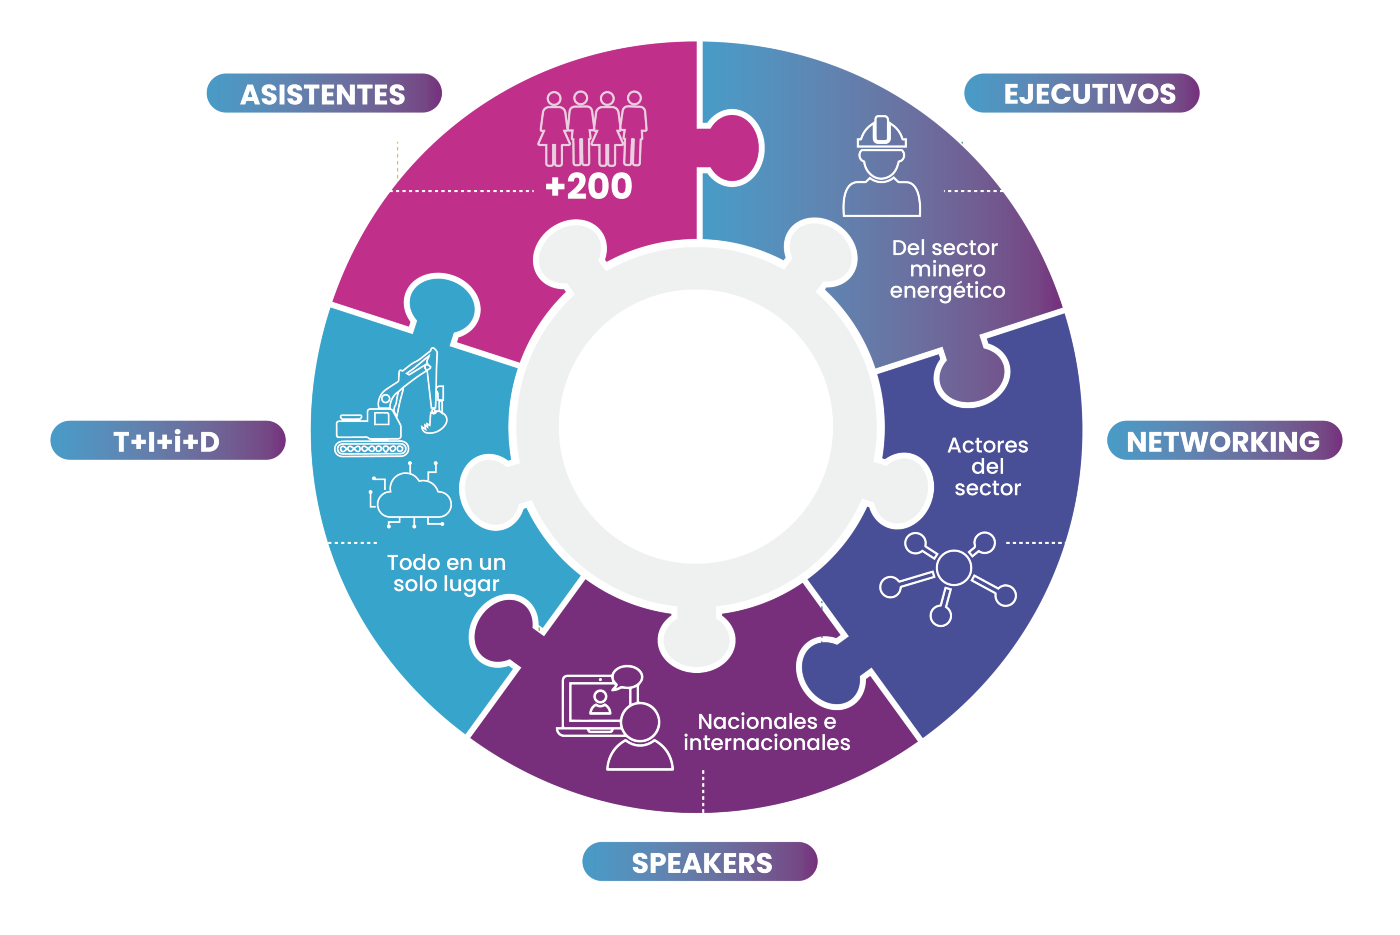 ASISTENTES
EJECUTIVOS
+200
Del sector
minero
energético
T+I+i+D
NETWORKING
Actores
del
sector
Todo en un
solo lugar
Nacionales e
internacionales
SPEAKERS